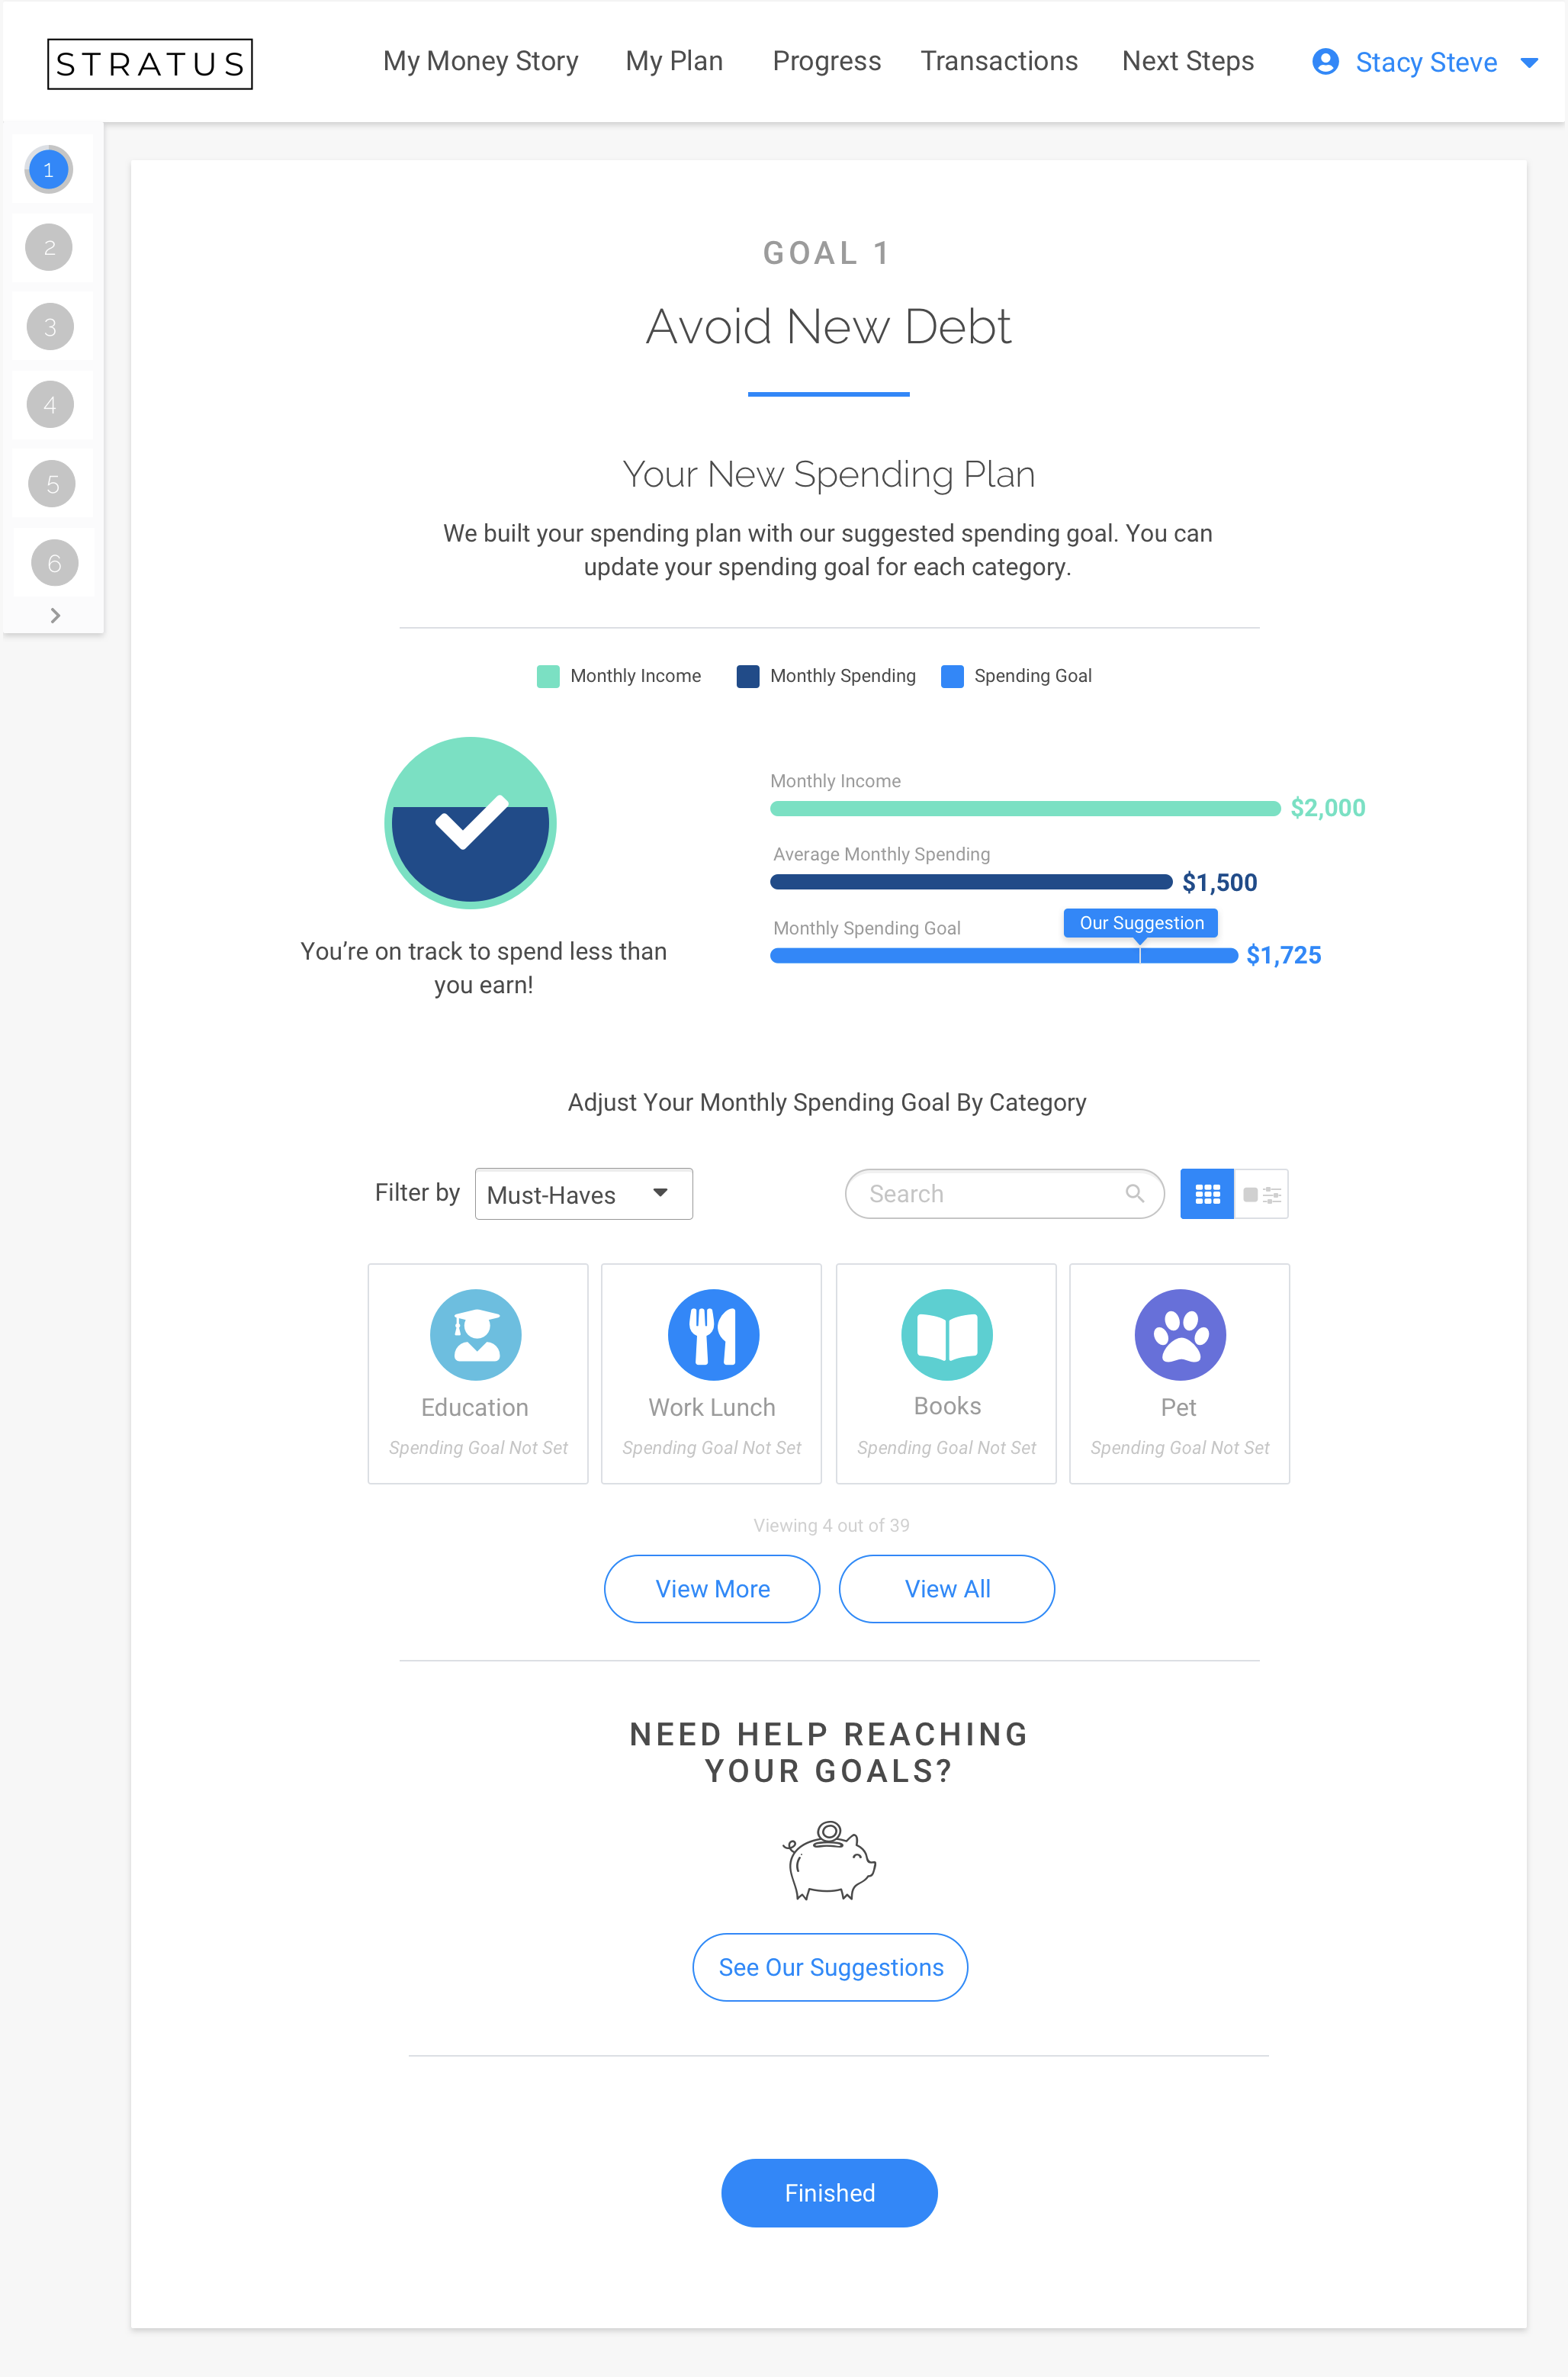 STRATUS
My Money Story
My Plan
Progress
Transactions
Next Steps
Stacy Steve
1
2
3
4
5
6
GOAL 1
Avoid New Debt
Your New Spending Plan
We built your spending plan with our suggested spending goal. You can
update your spending goal for each category.
Monthly Income
Monthly Spending
Spending Goal
You’re on track to spend less than
you earn!
Monthly Income
$2,000
Average Monthly Spending
$1,500
Monthly Spending Goal
Our Suggestion
$1,725
Adjust Your Monthly Spending Goal By Category
Filter by
Must-Haves
Search
Education
Spending Goal Not Set
Work Lunch
Spending Goal Not Set
Books
Spending Goal Not Set
Pet
Spending Goal Not Set
Viewing 4 out of 39
View More
View All
NEED HELP REACHING
YOUR GOALS?
See Our Suggestions
Finished